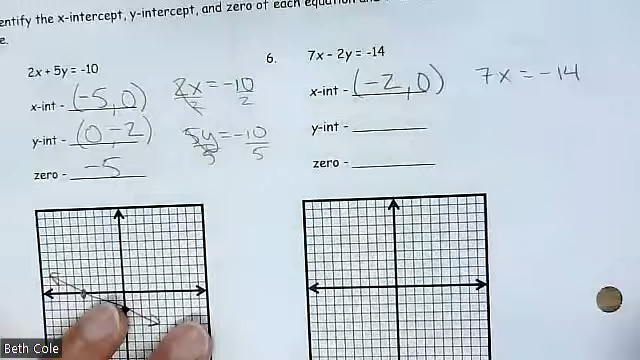 entify the x-intercept, y-intercept, and zero of each equation and
e.
2x + 5y = -10
x-int - (-5, 0)
2x = -10
2 2
y-int - (0, -2)
5y = -10
5 5
zero - -5
6. 7x - 2y = -14
x-int - (-2, 0)
7x = -14
y-int -
zero -
Beth Cole